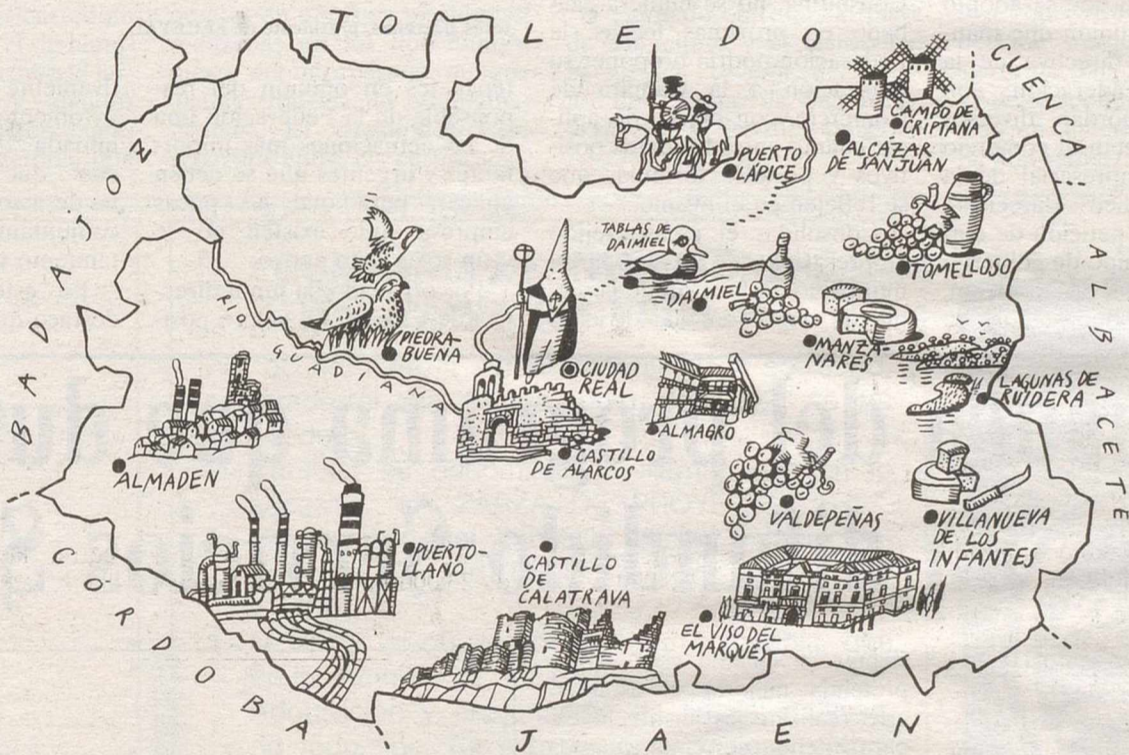 TOLEDO
CUENCA
CAMPO DE
CRIPTANA
ALCÁZAR
DE SAN JUAN
PUERTO
LÁPICE
TABLAS DE
DAIMIEL
DAIMIEL
TOMELLOSO
BADAJOZ
ALBACETE
RIO GUADIANA
PIEDRA-
BUENA
CIUDAD
REAL
MANZA-
NARES
LAGUNAS DE
RUIDERA
ALMAGRO
CASTILLO
DE ALARCOS
ALMADEN
VALDEPEÑAS
VILLANUEVA
DE LOS
INFANTES
PUERTO-
LLANO
CASTILLO
DE
CALATRAVA
EL VISO DEL
MARQUES
CORDOBA
JAEN